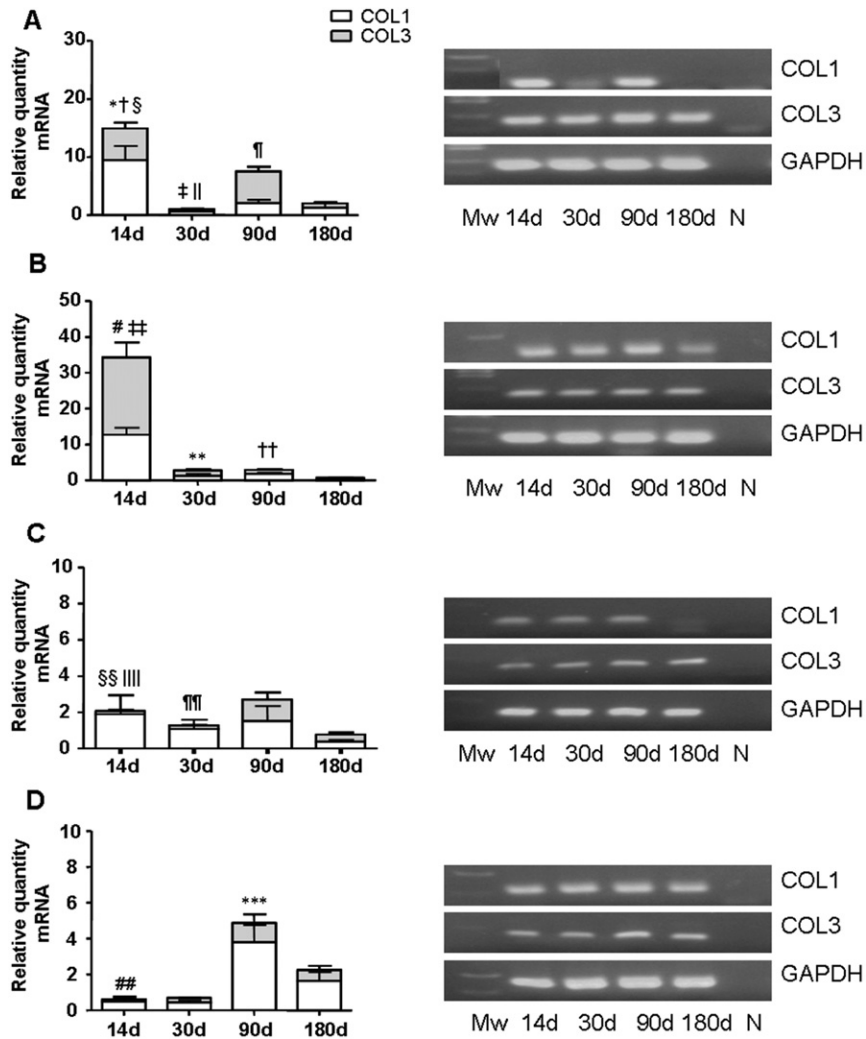 A
COL1
COL3
Relative quantity
mRNA
30
20
10
0
*† §
‡ ||
¶
14d 30d 90d 180d
COL1
COL3
GAPDH
Mw 14d 30d 90d 180d N
B
Relative quantity
mRNA
50
40
30
20
10
0
# ‡‡
**
††
14d 30d 90d 180d
COL1
COL3
GAPDH
Mw 14d 30d 90d 180d N
C
Relative quantity
mRNA
10
8
6
4
2
0
§§ ||||
¶¶
14d 30d 90d 180d
COL1
COL3
GAPDH
Mw 14d 30d 90d 180d N
D
Relative quantity
mRNA
10
8
6
4
2
0
##
***
14d 30d 90d 180d
COL1
COL3
GAPDH
Mw 14d 30d 90d 180d N